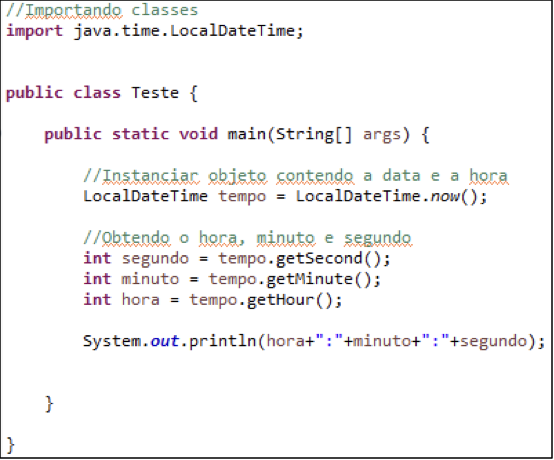 //Importando classes
import java.time.LocalDateTime;
public class Teste {
public static void main(String[] args) {
//Instanciar objeto contendo a data e a hora
LocalDateTime tempo = LocalDateTime.now();
//Obtendo o hora, minuto e segundo
int segundo = tempo.getSecond();
int minuto = tempo.getMinute();
int hora = tempo.getHour();
System.out.println(hora+":"+minuto+":"+segundo);
}
}